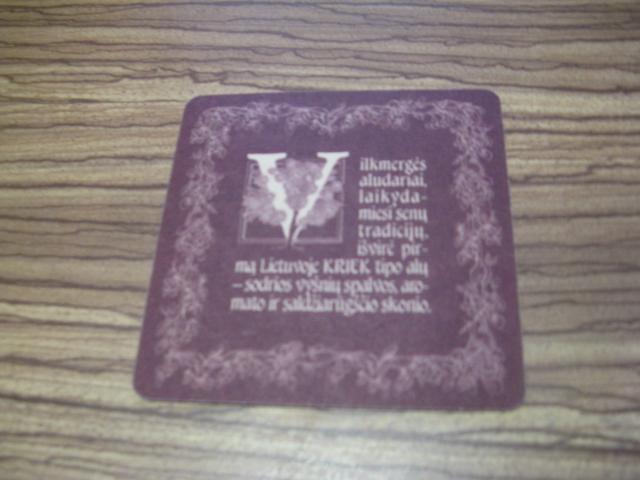 Vilkmergės
aludariai,
laikyda-
miesi senų
tradicijų,
išvirė pir-
mą Lietuvoje KRIEK tipo alų
– sodrios vyšnių spalvos, aro-
mato ir saldžiarūgščio skonio.